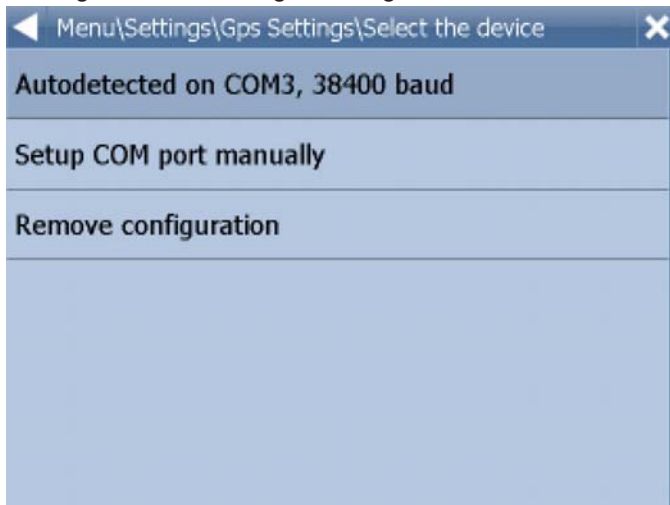 Menu\Settings\Gps Settings\Select the device
Autodetected on COM3, 38400 baud
Setup COM port manually
Remove configuration